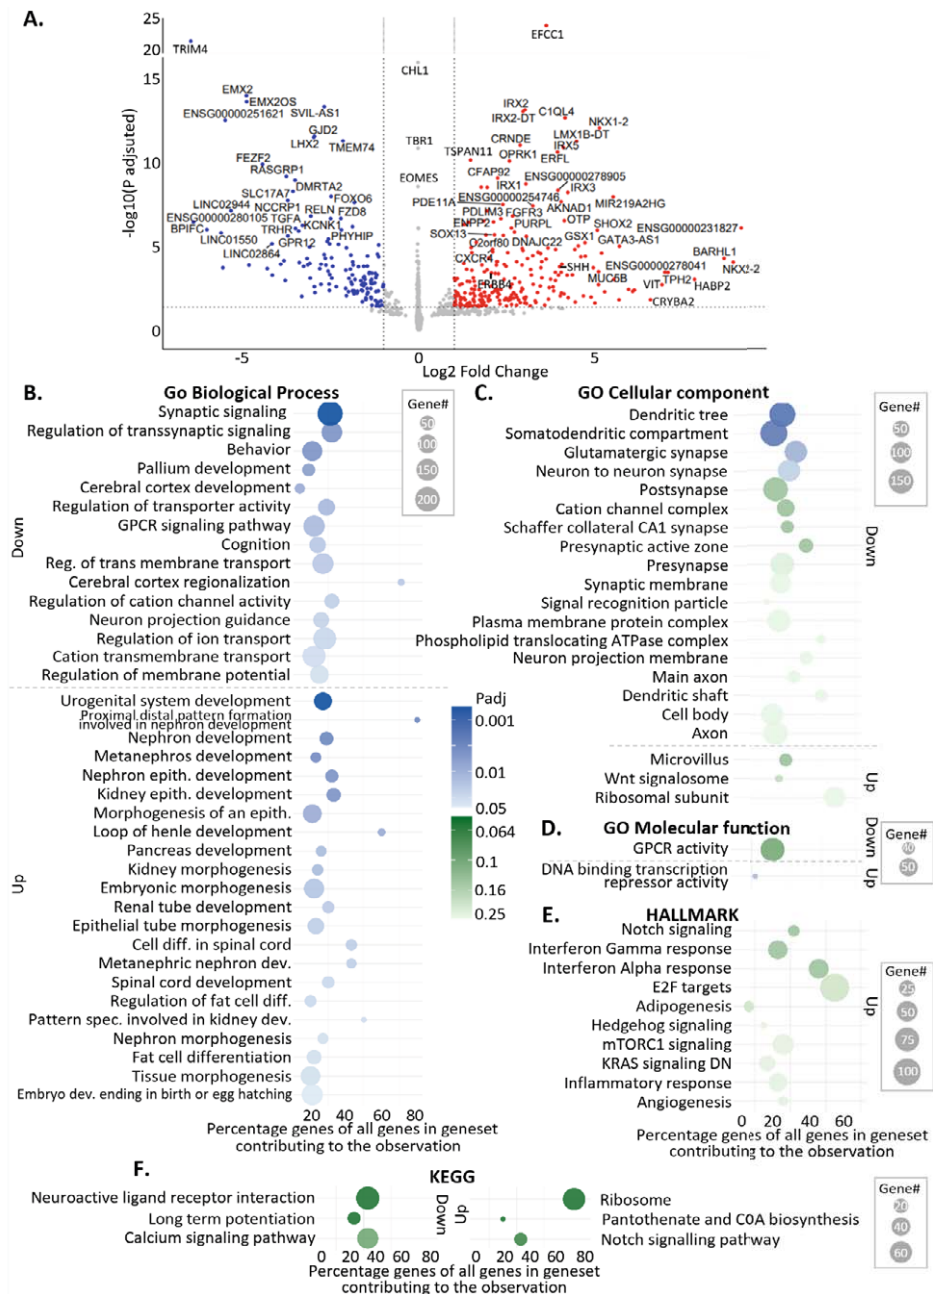 A.
25
20
15
10
5
0
-log10(P adjsuted)
EFCC1
TRIM4
CHL1
EMX2
EMX2OS
ENSG00000251621
SVIL-AS1
IRX2
C1QL4
IRX2-DT
NKX1-2
GJD2
LHX2
TMEM74
TBR1
CRNDE
LMX1B-DT
IRX5
TSPAN11
OPRK1
ERFL
FEZF2
RASGRP1
CFAP92
ENSG00000278905
EOMES
IRX1
IRX3
DMRTA2
SLC17A7
FOXO6
PDE11A
ENSG00000254746
MIR219A2HG
AKNAD1
LINC02944
NCCRP1
RELN
PDLIM3
FGFR3
OTP
ENSG00000280105
TGFA
FZD8
ENPP2
PURPL
SHOX2
ENSG00000231827
BPIFC
TRHR
KCNK1
SOX13
GSX1
LINC01550
GPR12
PHYHIP
O2orf80
DNAJC22
GATA3-AS1
BARHL1
LINC02864
CXCR4
SHH
ENSG00000278041
NKX!-2
ERBB4
MUC6B
VIT
TPH2
HABP2
CRYBA2
-5
0
5
Log2 Fold Change
B.
Go Biological Process
Synaptic signaling
Regulation of transsynaptic signaling
Behavior
Pallium development
Cerebral cortex development
Regulation of transporter activity
GPCR signaling pathway
Cognition
Reg. of trans membrane transport
Cerebral cortex regionalization
Regulation of cation channel activity
Neuron projection guidance
Regulation of ion transport
Cation transmembrane transport
Regulation of membrane potential
Down
Gene#
50
100
150
200
Urogenital system development
Proximal distal pattern formation
involved in nephron development
Nephron development
Metanephros development
Nephron epith. development
Kidney epith. development
Morphogenesis of an epith.
Loop of henle development
Pancreas development
Kidney morphogenesis
Embryonic morphogenesis
Renal tube development
Epithelial tube morphogenesis
Cell diff. in spinal cord
Metanephric nephron dev.
Spinal cord development
Regulation of fat cell diff.
Pattern spec. involved in kidney dev.
Nephron morphogenesis
Fat cell differentiation
Tissue morphogenesis
Embryo dev. ending in birth or egg hatching
Up
20 40 60 80
Percentage genes of all genes in geneset
contributing to the observation
Padj
0.001
0.01
0.05
0.064
0.1
0.16
0.25
C.
GO Cellular component
Dendritic tree
Somatodendritic compartment
Glutamatergic synapse
Neuron to neuron synapse
Postsynapse
Cation channel complex
Schaffer collateral CA1 synapse
Presynaptic active zone
Presynapse
Synaptic membrane
Signal recognition particle
Plasma membrane protein complex
Phospholipid translocating ATPase complex
Neuron projection membrane
Main axon
Dendritic shaft
Cell body
Axon
Down
Gene#
50
100
150
Microvillus
Wnt signalosome
Ribosomal subunit
Up
D.
GO Molecular function
GPCR activity
DNA binding transcription
repressor activity
Down
Up
Gene#
50
E.
HALLMARK
Notch signaling
Interferon Gamma response
Interferon Alpha response
E2F targets
Adipogenesis
Hedgehog signaling
mTORC1 signaling
KRAS signaling DN
Inflammatory response
Angiogenesis
Up
Gene#
25
50
75
100
0 20 40 60
Percentage genes of all genes in geneset
contributing to the observation
F.
KEGG
Neuroactive ligand receptor interaction
Long term potentiation
Calcium signaling pathway
Down
Up
Ribosome
Pantothenate and C0A biosynthesis
Notch signalling pathway
Gene#
20
40
60
20 40 60 80
20 40 60 80
Percentage genes of all genes in geneset
contributing to the observation